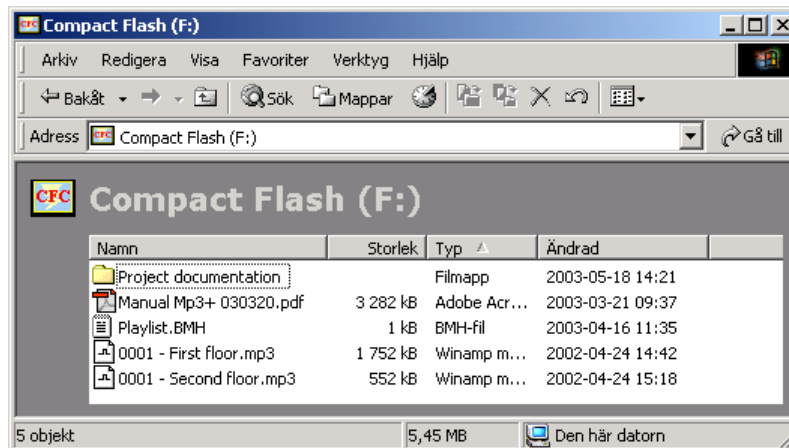 Compact Flash (F:)
Arkiv Redigera Visa Favoriter Verktyg Hjälp
Bakåt Sök Mappar
Adress CFC Compact Flash (F:) Gå till
CFC Compact Flash (F:)
Namn Storlek Typ Ändrad
Project documentation Filmapp 2003-05-18 14:21
Manual Mp3+ 030320.pdf 3 282 kB Adobe Acr... 2003-03-21 09:37
Playlist.BMH 1 kB BMH-fil 2003-04-16 11:35
0001 - First floor.mp3 1 752 kB Winamp m... 2002-04-24 14:42
0001 - Second floor.mp3 552 kB Winamp m... 2002-04-24 15:18
5 objekt 5,45 MB Den här datorn